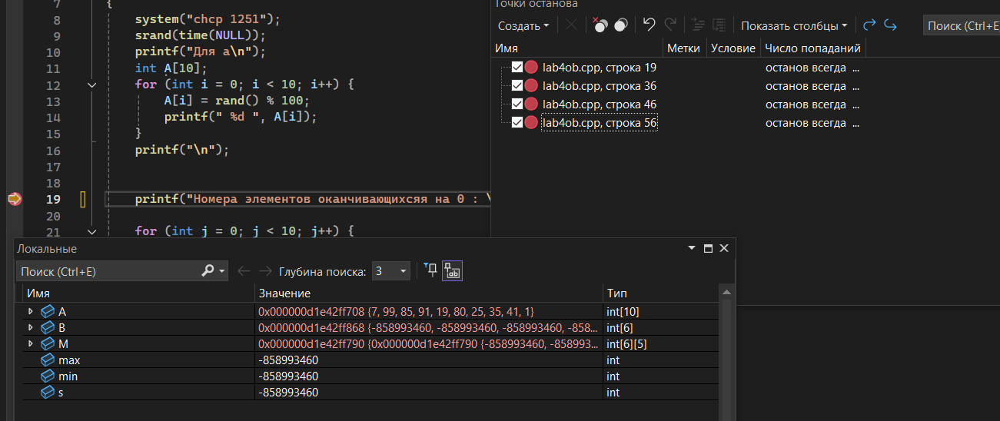 7 {
8 system("chcp 1251");
9 srand(time(NULL));
10 printf("Для а\n");
11 int A[10];
12 for (int i = 0; i < 10; i++) {
13 A[i] = rand() % 100;
14 printf(" %d ", A[i]);
15 }
16 printf("\n");
17
18
19 printf("Номера элементов оканчивающихсяя на 0 : \
20
21 for (int j = 0; j < 10; j++) {
Точки останова
Создать Показать столбцы Поиск (Ctrl+E)
Имя Метки Условие Число попаданий
lab4ob.cpp, строка 19 останов всегда ...
lab4ob.cpp, строка 36 останов всегда ...
lab4ob.cpp, строка 46 останов всегда ...
lab4ob.cpp, строка 56 останов всегда ...
Локальные
Поиск (Ctrl+E) Глубина поиска: 3
Имя Значение Тип
A 0x000000d1e42ff708 {7, 99, 85, 91, 19, 80, 25, 35, 41, 1} int[10]
B 0x000000d1e42ff868 {-858993460, -858993460, -858993460, -858... int[6]
M 0x000000d1e42ff790 {0x000000d1e42ff790 {-858993460, -858993... int[6][5]
max -858993460 int
min -858993460 int
s -858993460 int